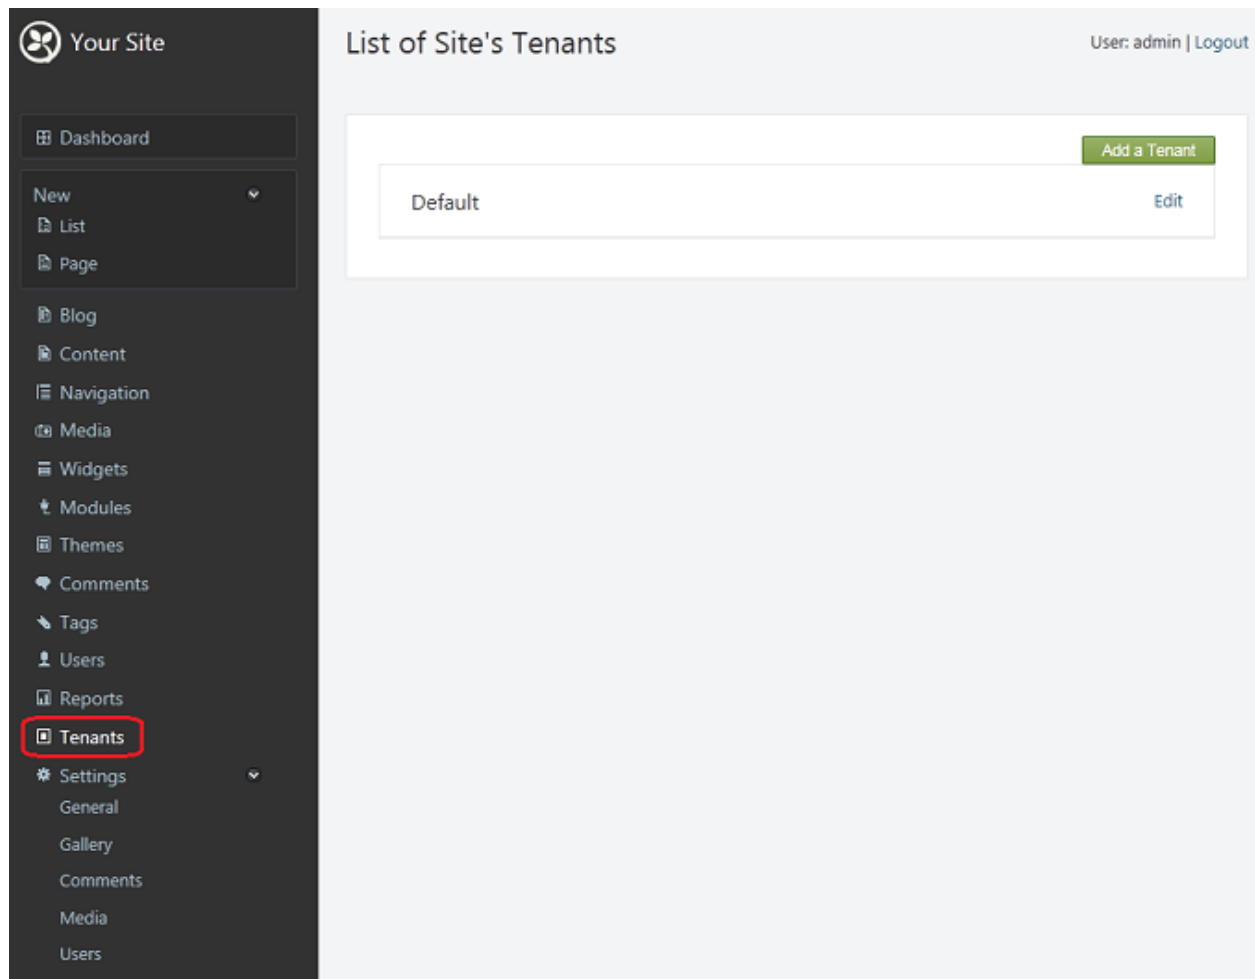 Your Site
Dashboard
New
List
Page
Blog
Content
Navigation
Media
Widgets
Modules
Themes
Comments
Tags
Users
Reports
Tenants
Settings
General
Gallery
Comments
Media
Users
List of Site's Tenants
User: admin | Logout
Add a Tenant
Default
Edit